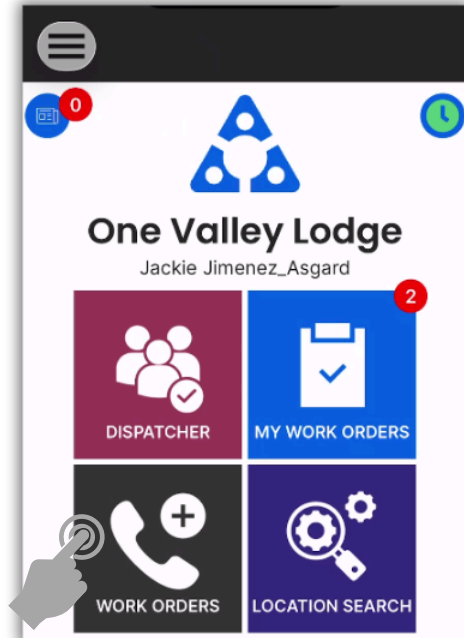 0
One Valley Lodge
Jackie Jimenez_Asgard
2
DISPATCHER
MY WORK ORDERS
WORK ORDERS
LOCATION SEARCH